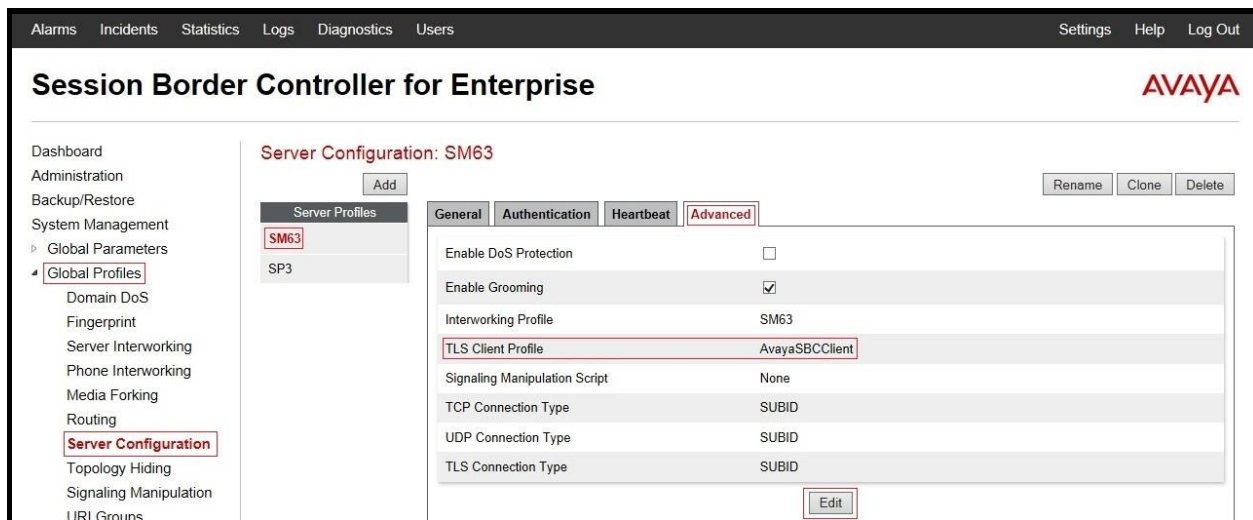 Alarms Incidents Statistics Logs Diagnostics Users Settings Help Log Out
Session Border Controller for Enterprise
AVAYA
Dashboard
Administration
Backup/Restore
System Management
Global Parameters
Global Profiles
Domain DoS
Fingerprint
Server Interworking
Phone Interworking
Media Forking
Routing
Server Configuration
Topology Hiding
Signaling Manipulation
URI Groups
Server Configuration: SM63
Add
Rename Clone Delete
Server Profiles
SM63
SP3
General Authentication Heartbeat Advanced
Enable DoS Protection
Enable Grooming
Interworking Profile SM63
TLS Client Profile AvayaSBCClient
Signaling Manipulation Script None
TCP Connection Type SUBID
UDP Connection Type SUBID
TLS Connection Type SUBID
Edit